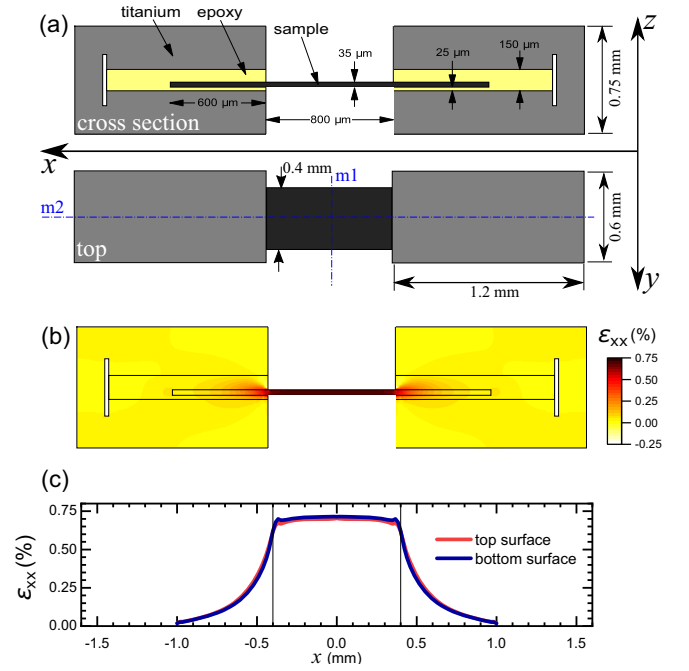 (a)
titanium
epoxy
sample
z
35 µm
25 µm
150 µm
0.75 mm
600 µm
800 µm
cross section
x
0.4 mm
m1
m2
0.6 mm
top
1.2 mm
y
(b)
εxx (%)
0.75
0.50
0.25
0.00
-0.25
(c)
0.75
0.50
0.25
0.00
εxx (%)
top surface
bottom surface
-1.5 -1.0 -0.5 0.0 0.5 1.0 1.5
x (mm)